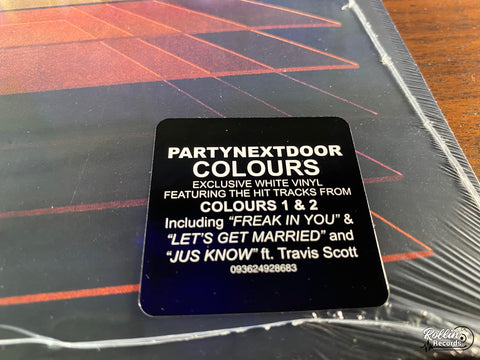 PARTYNEXTDOOR
COLOURS
EXCLUSIVE WHITE VINYL
FEATURING THE HIT TRACKS FROM
COLOURS 1 & 2
Including "FREAK IN YOU" &
"LET'S GET MARRIED" and
"JUS KNOW" ft. Travis Scott
093624928683
Rollin'
Records